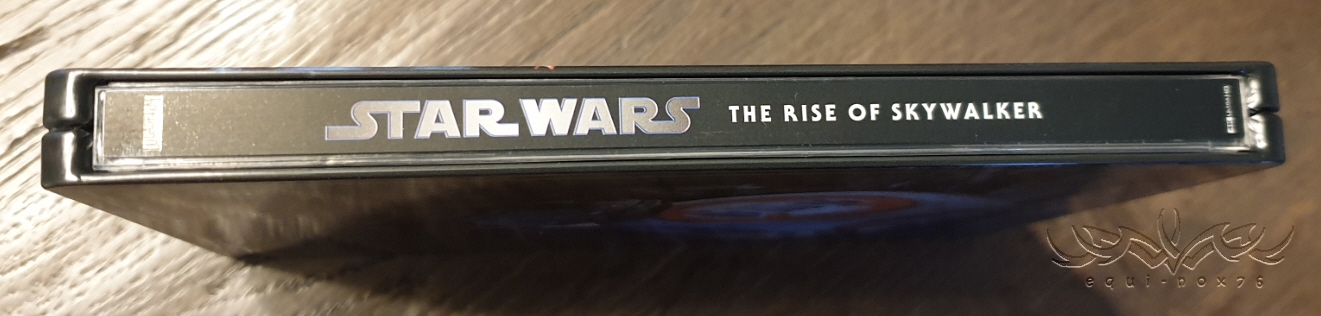 STAR WARS THE RISE OF SKYWALKER
equi-nox76